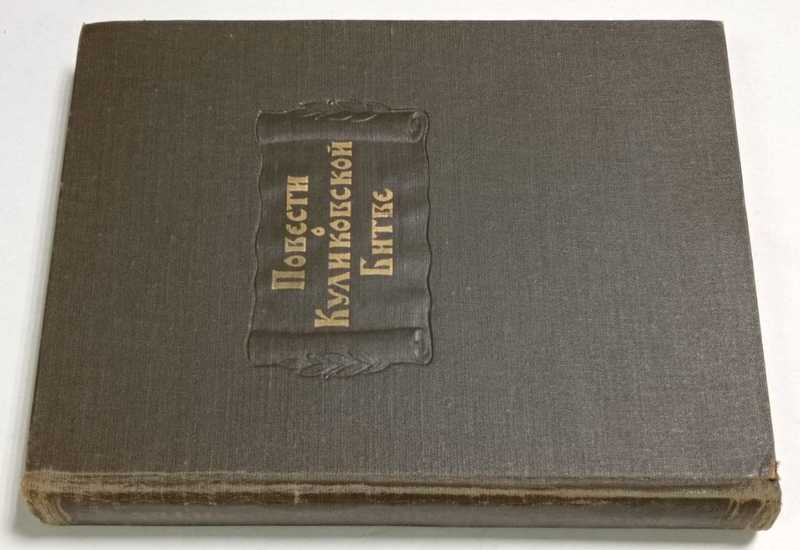 Повести
о
Куликовской
Битве